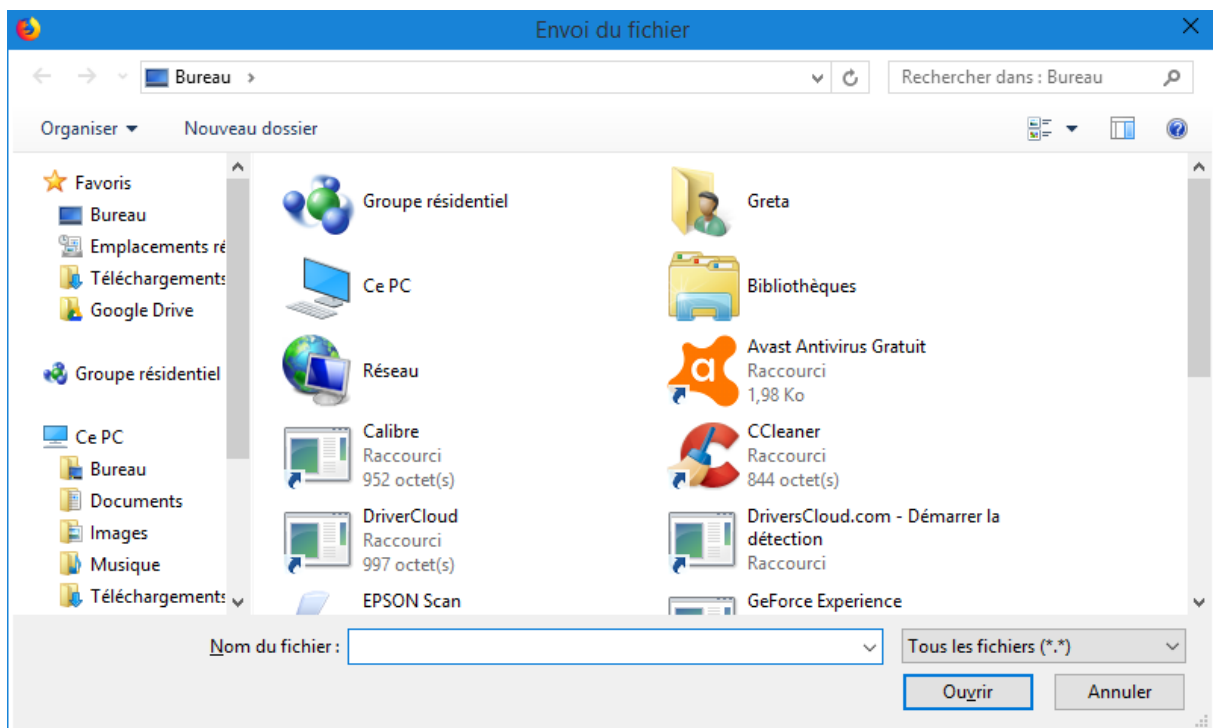 Envoi du fichier
Bureau
Rechercher dans : Bureau
Organiser
Nouveau dossier
Favoris
Bureau
Emplacements ré
Téléchargements
Google Drive
Groupe résidentiel
Ce PC
Bureau
Documents
Images
Musique
Téléchargements
Groupe résidentiel
Greta
Ce PC
Bibliothèques
Réseau
Avast Antivirus Gratuit
Raccourci
1,98 Ko
Calibre
Raccourci
952 octet(s)
CCleaner
Raccourci
844 octet(s)
DriverCloud
Raccourci
997 octet(s)
DriversCloud.com - Démarrer la
détection
Raccourci
EPSON Scan
GeForce Experience
Nom du fichier :
Tous les fichiers (*.*)
Ouvrir
Annuler